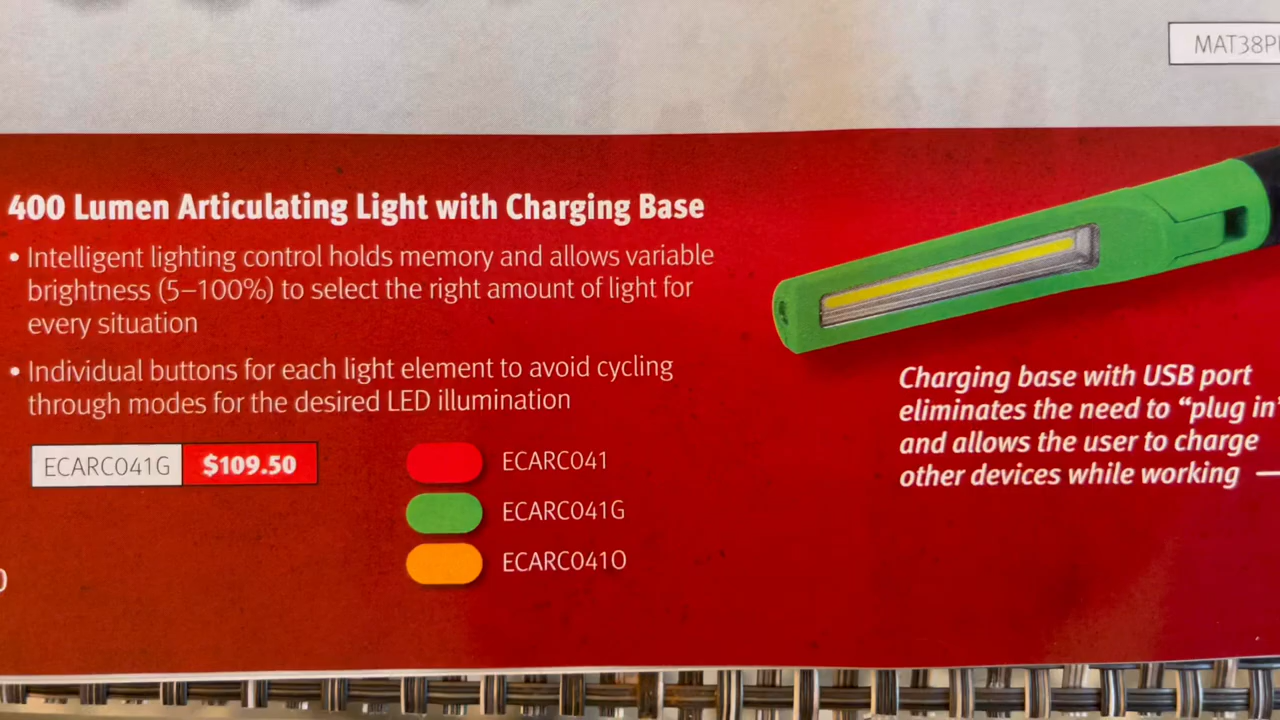 MAT38P
400 Lumen Articulating Light with Charging Base
• Intelligent lighting control holds memory and allows variable
brightness (5–100%) to select the right amount of light for
every situation
• Individual buttons for each light element to avoid cycling
through modes for the desired LED illumination
ECARC041G $109.50
ECARC041
ECARC041G
ECARC041O
Charging base with USB port
eliminates the need to “plug in”
and allows the user to charge
other devices while working